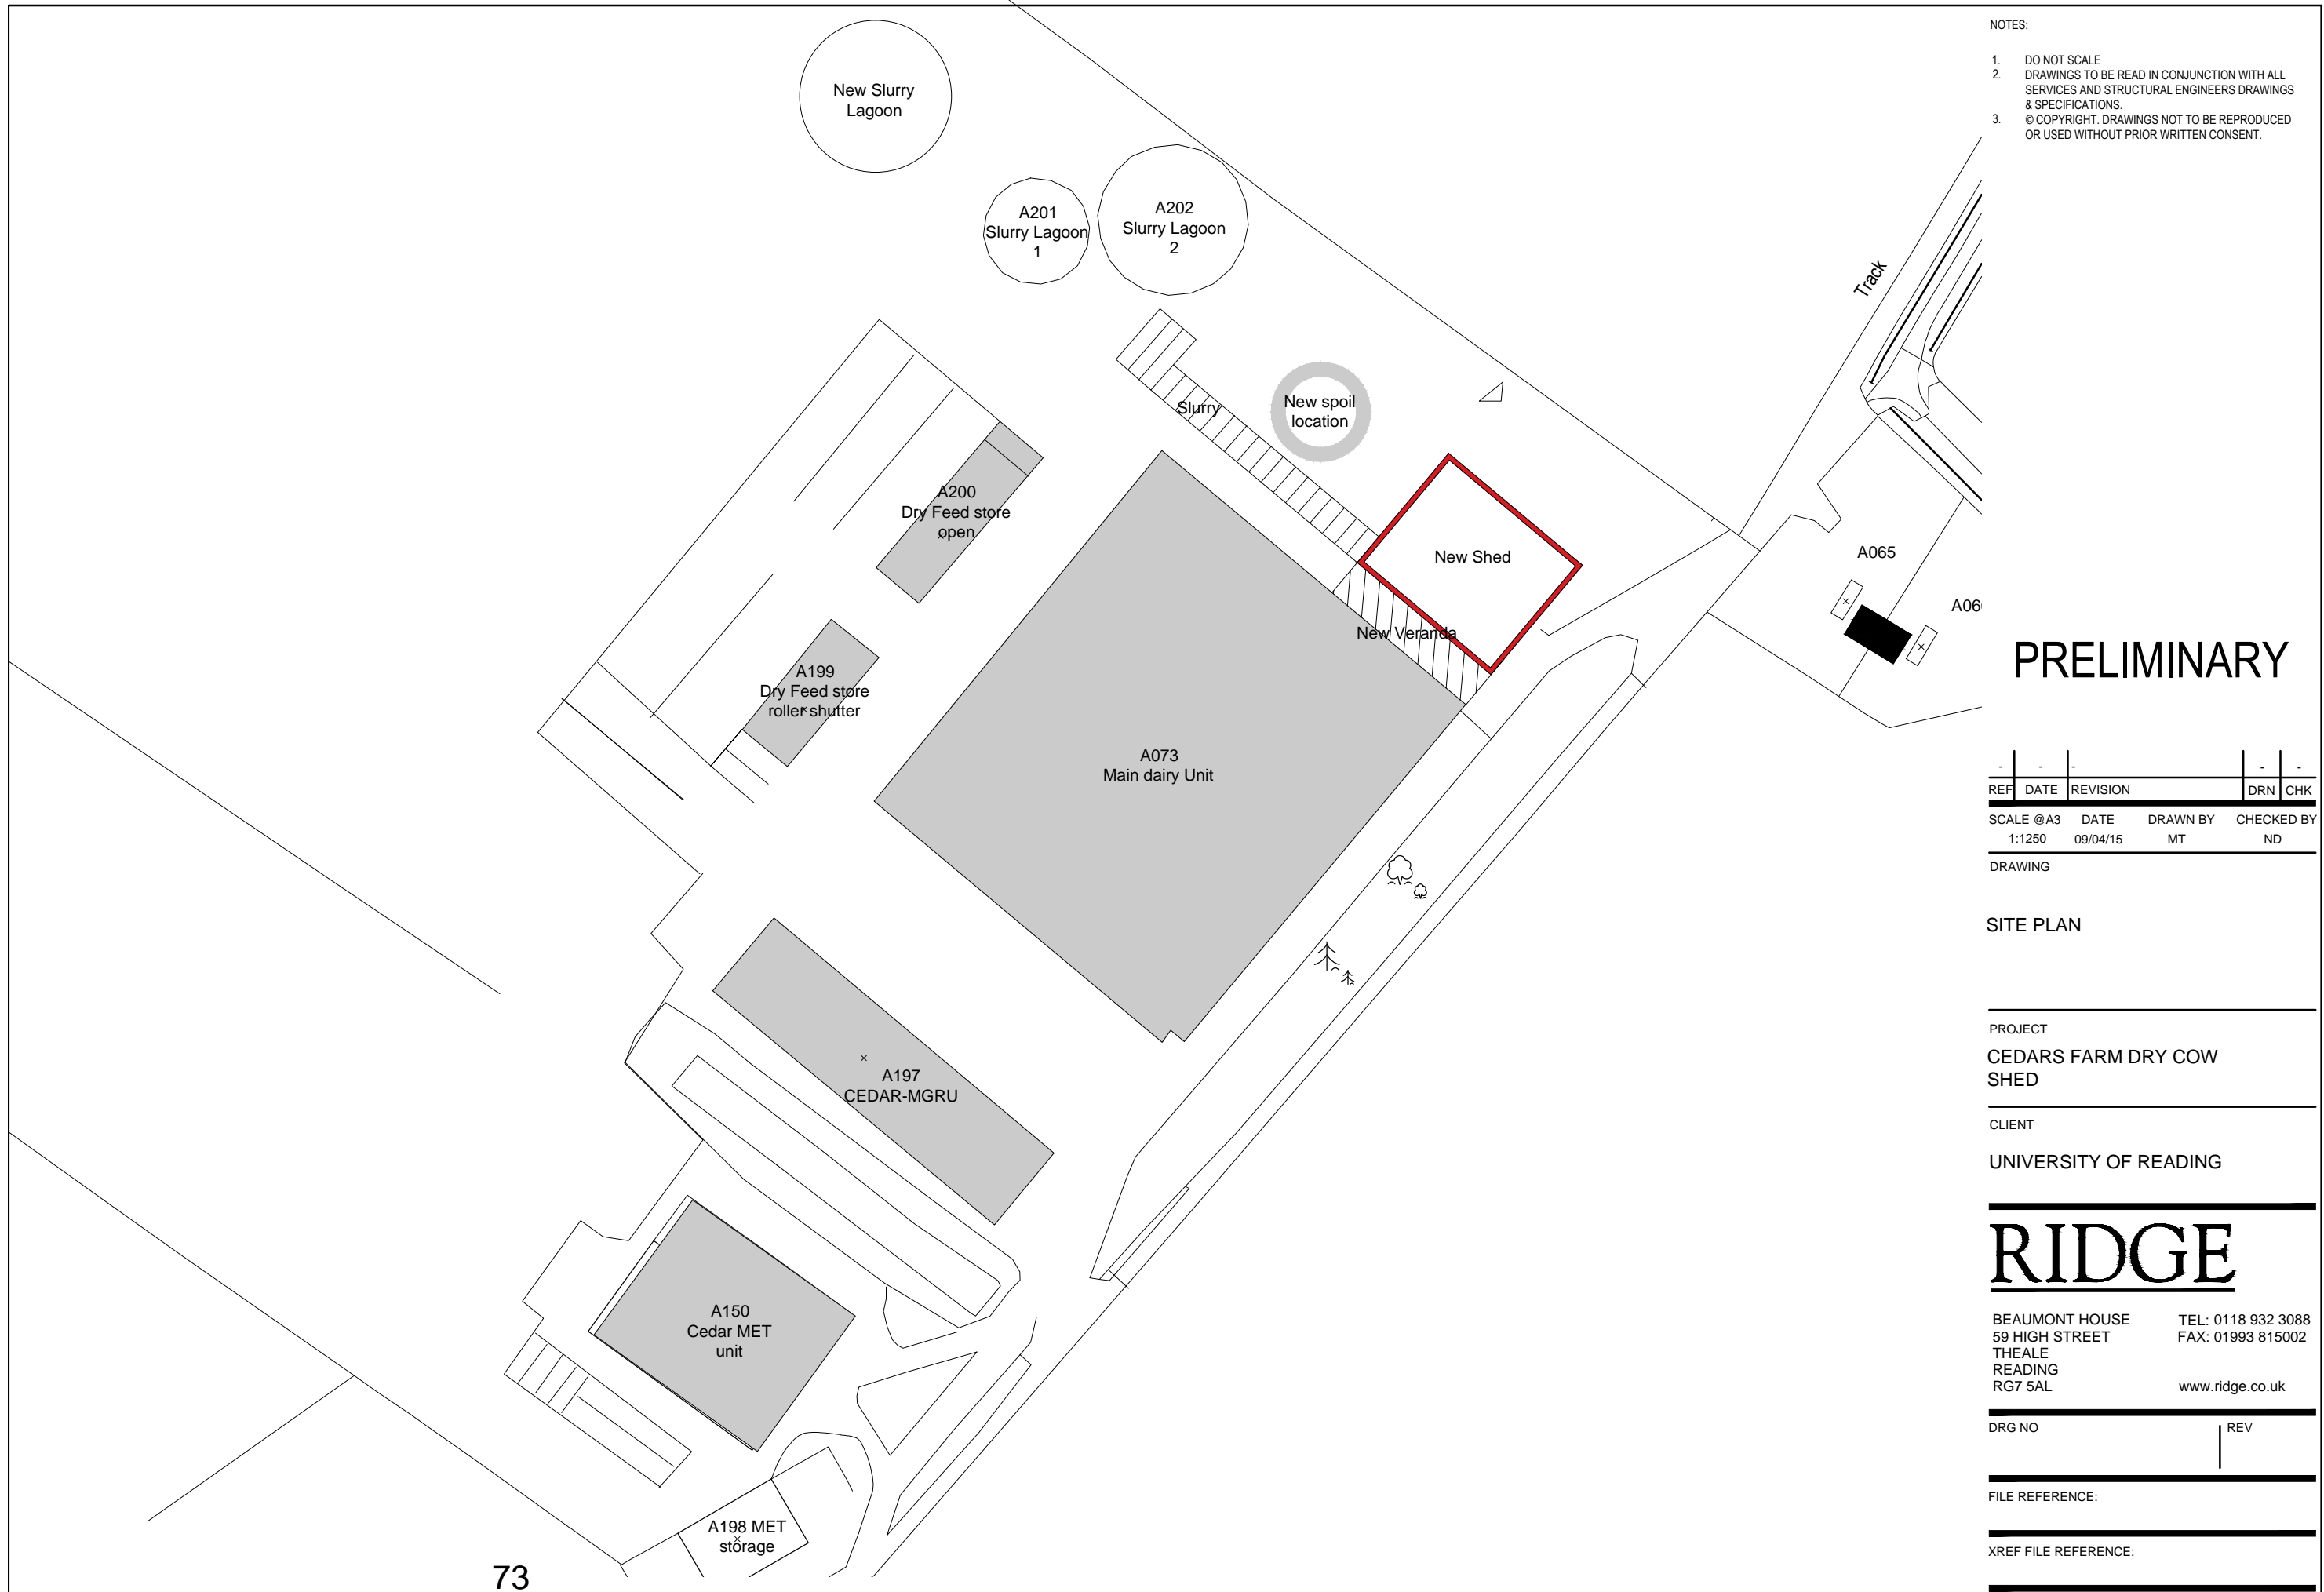 New Slurry
Lagoon
A201
Slurry Lagoon
1
A202
Slurry Lagoon
2
Track
Slurry
New spoil
location
A200
Dry Feed store
open
New Shed
A065
New Veranda
A199
Dry Feed store
roller shutter
A073
Main dairy Unit
A197
CEDAR-MGRU
A150
Cedar MET
unit
A198 MET
storage
73
NOTES:
1. DO NOT SCALE
2. DRAWINGS TO BE READ IN CONJUNCTION WITH ALL
SERVICES AND STRUCTURAL ENGINEERS DRAWINGS
& SPECIFICATIONS.
3. © COPYRIGHT. DRAWINGS NOT TO BE REPRODUCED
OR USED WITHOUT PRIOR WRITTEN CONSENT.
PRELIMINARY
- - - - -
REF DATE REVISION DRN CHK
SCALE @A3 DATE DRAWN BY CHECKED BY
1:1250 09/04/15 MT ND
DRAWING
SITE PLAN
PROJECT
CEDARS FARM DRY COW
SHED
CLIENT
UNIVERSITY OF READING
RIDGE
BEAUMONT HOUSE TEL: 0118 932 3088
59 HIGH STREET FAX: 01993 815002
THEALE
READING
RG7 5AL www.ridge.co.uk
DRG NO REV
FILE REFERENCE:
XREF FILE REFERENCE: